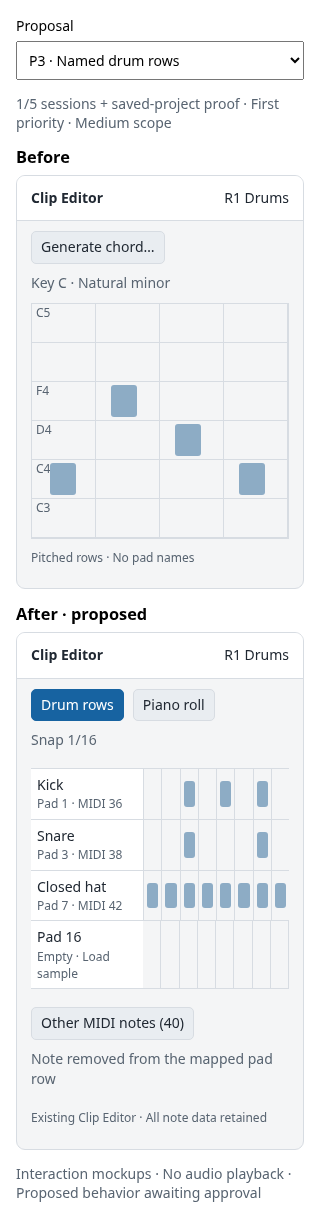 Proposal
P3 · Named drum rows
1/5 sessions + saved-project proof · First
priority · Medium scope
Before
Clip Editor
R1 Drums
Generate chord…
Key C · Natural minor
C5
F4
D4
C4
C3
Pitched rows · No pad names
After · proposed
Clip Editor
R1 Drums
Drum rows
Piano roll
Snap 1/16
Kick
Pad 1 · MIDI 36
Snare
Pad 3 · MIDI 38
Closed hat
Pad 7 · MIDI 42
Pad 16
Empty · Load
sample
Other MIDI notes (40)
Note removed from the mapped pad
row
Existing Clip Editor · All note data retained
Interaction mockups · No audio playback ·
Proposed behavior awaiting approval